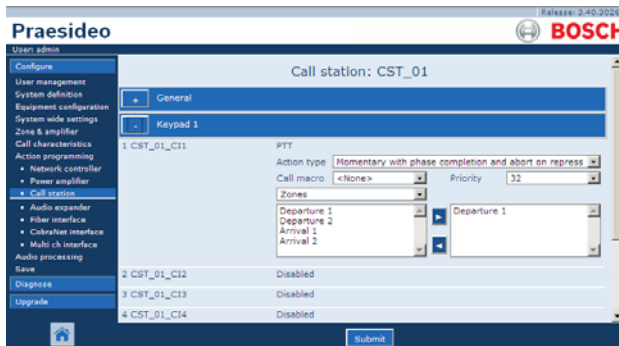 Release: 3.40.2026
Praesideo
BOSCH
User: admin
Configure
User management
System definition
Equipment configuration
System wide settings
Zone & amplifier
Call characteristics
Action programming
• Network controller
• Power amplifier
• Call station
• Audio expander
• Fiber interface
• CobraNet interface
• Multi ch interface
Audio processing
Save
Diagnose
Upgrade
Call station: CST_01
+ General
- Keypad 1
1 CST_01_CI1 PTT
Action type Momentary with phase completion and abort on repress
Call macro <None> Priority 32
Zones
Departure 1
Departure 2
Arrival 1
Arrival 2
Departure 1
2 CST_01_CI2 Disabled
3 CST_01_CI3 Disabled
4 CST_01_CI4 Disabled
Submit